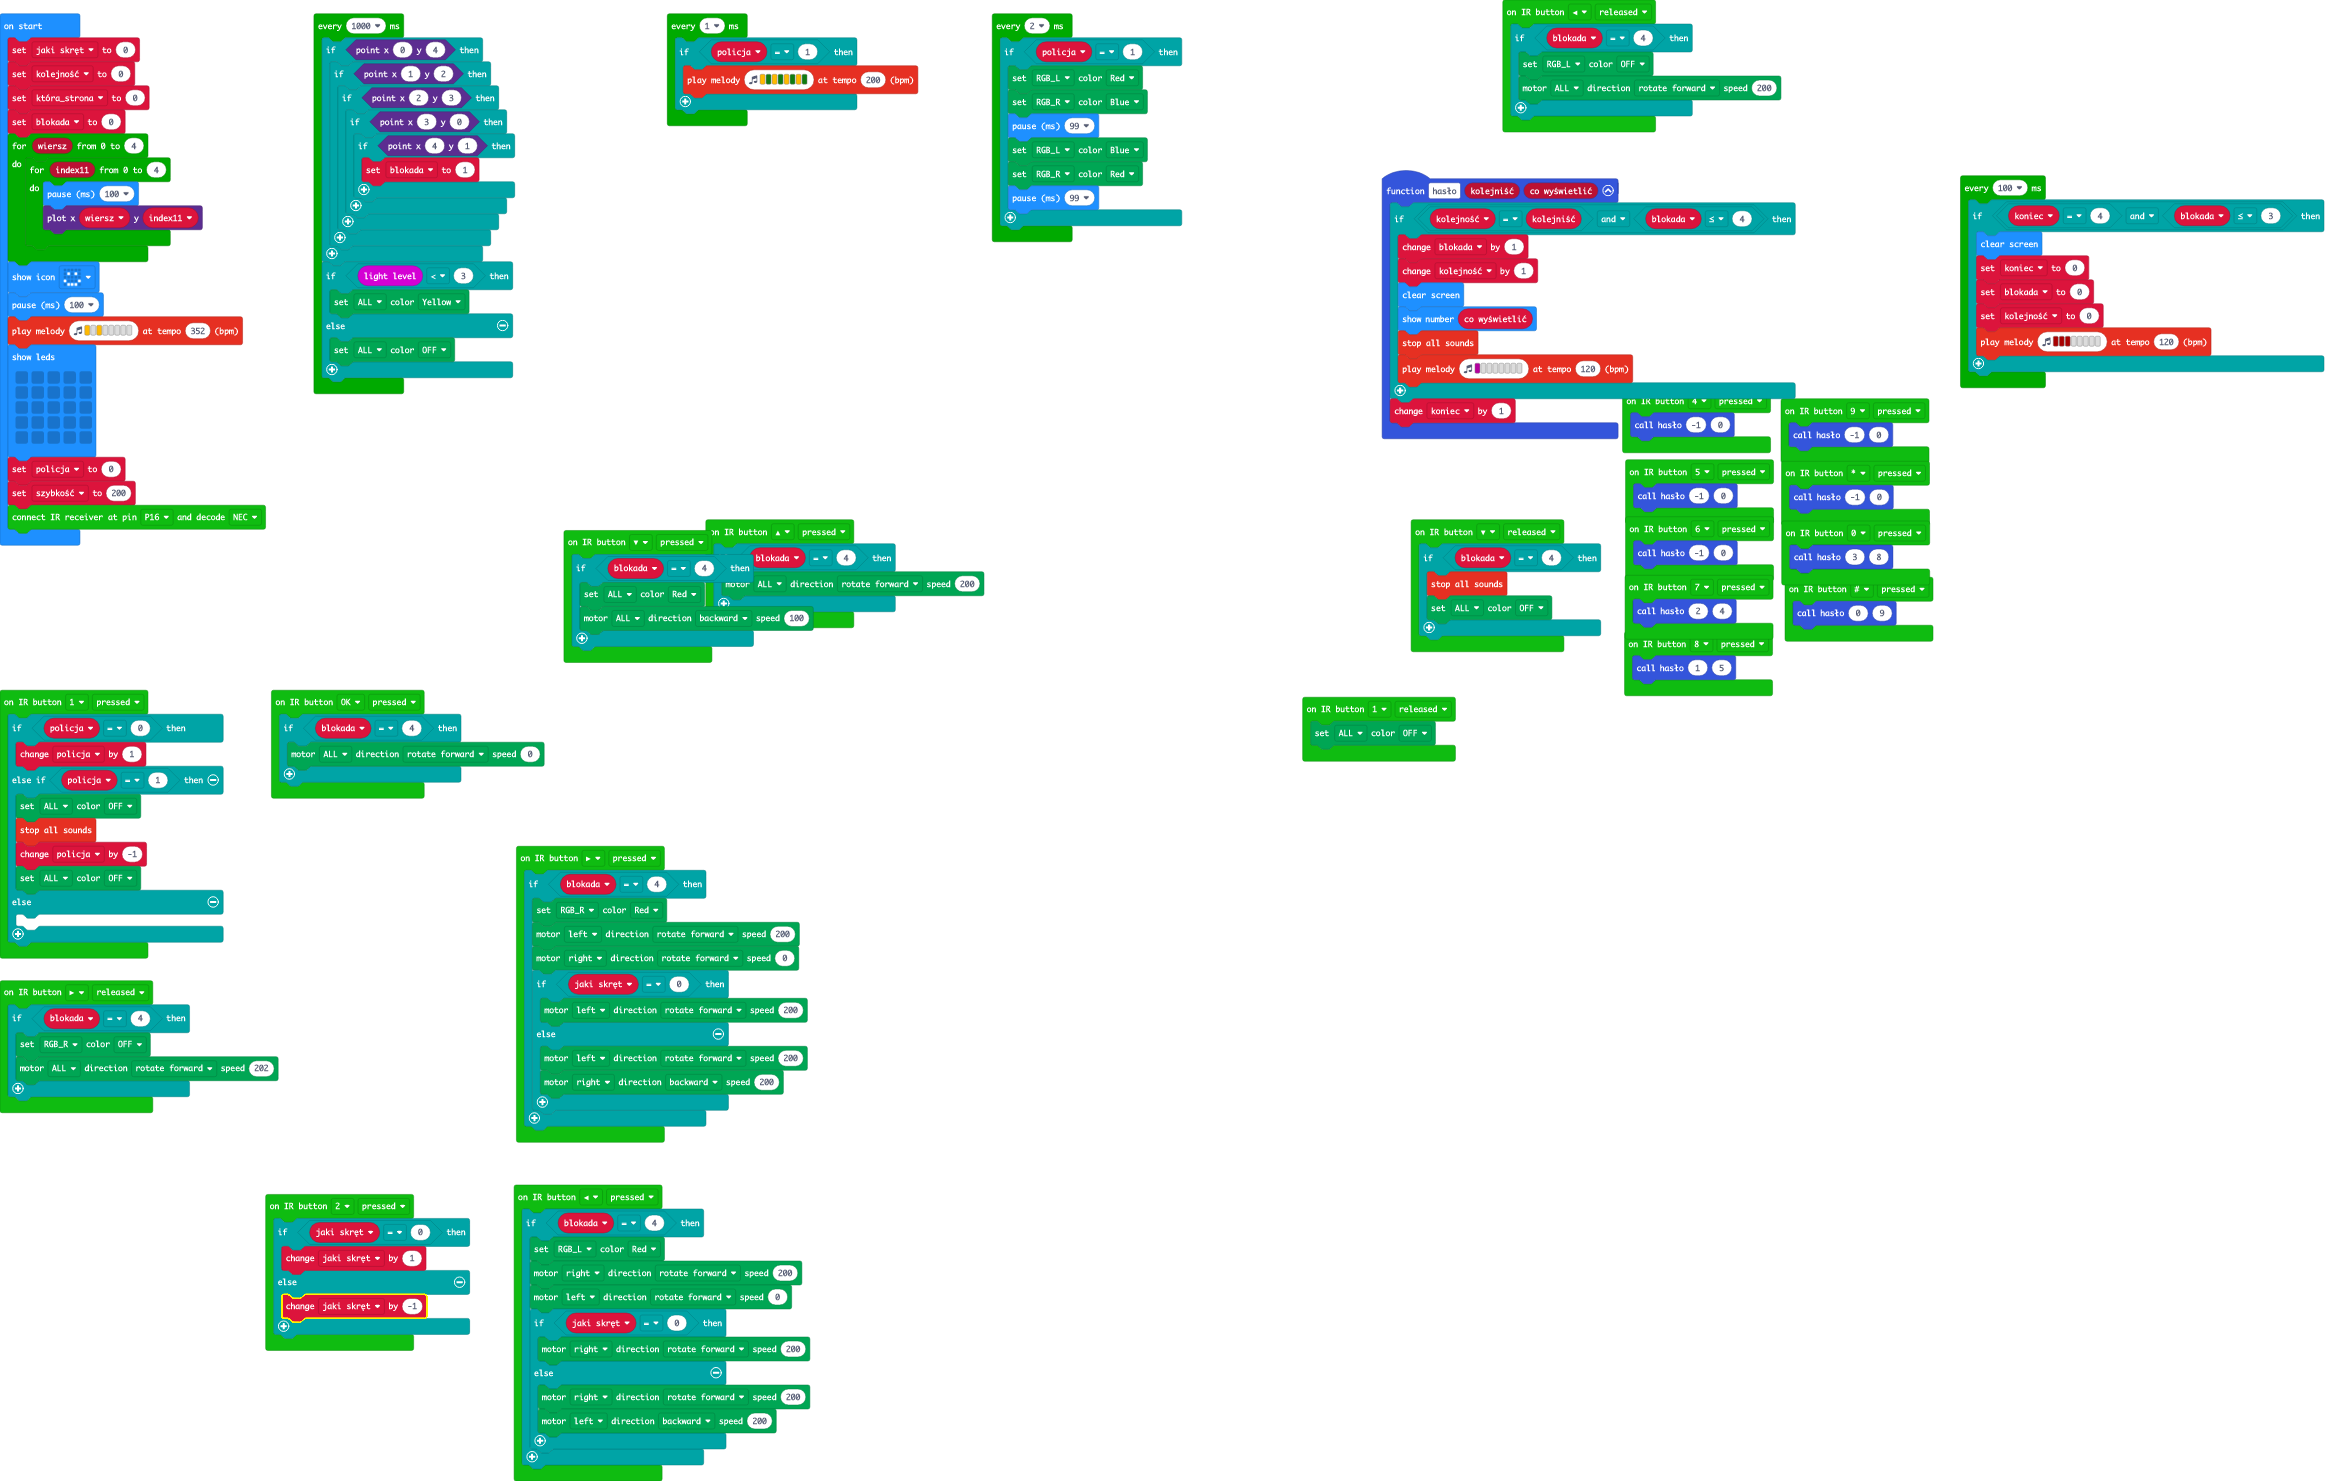 on start
set jaki skręt to 0
set kolejność to 0
set która_strona to 0
set blokada to 0
for wiersz from 0 to 4
do
for index11 from 0 to 4
do
pause (ms) 100
plot x wiersz y index11
show icon
pause (ms) 100
play melody at tempo 352 (bpm)
show leds
set policja to 0
set szybkość to 200
connect IR receiver at pin P16 and decode NEC
every 1000 ms
if point x 0 y 4 then
if point x 1 y 2 then
if point x 2 y 3 then
if point x 3 y 0 then
if point x 4 y 1 then
set blokada to 1
if light level < 3 then
set ALL color Yellow
else
set ALL color OFF
every 1 ms
if policja = 1 then
play melody at tempo 200 (bpm)
every 2 ms
if policja = 1 then
set RGB_L color Red
set RGB_R color Blue
pause (ms) 99
set RGB_L color Blue
set RGB_R color Red
pause (ms) 99
on IR button ◄ released
if blokada = 4 then
set RGB_L color OFF
motor ALL direction rotate forward speed 200
function hasło kolejniść co wyświetlić
if kolejność = kolejniść and blokada ≤ 4 then
change blokada by 1
change kolejność by 1
clear screen
show number co wyświetlić
stop all sounds
play melody at tempo 120 (bpm)
change koniec by 1
every 100 ms
if koniec = 4 and blokada ≤ 3 then
clear screen
set koniec to 0
set blokada to 0
set kolejność to 0
play melody at tempo 120 (bpm)
on IR button 4 pressed
call hasło -1 0
on IR button 9 pressed
call hasło -1 0
on IR button 5 pressed
call hasło -1 0
on IR button * pressed
call hasło -1 0
on IR button 6 pressed
call hasło -1 0
on IR button 0 pressed
call hasło 3 8
on IR button 7 pressed
call hasło 2 4
on IR button # pressed
call hasło 0 9
on IR button 8 pressed
call hasło 1 5
on IR button ▼ pressed
if blokada = 4 then
set ALL color Red
motor ALL direction backward speed 100
on IR button ▲ pressed
blokada = 4 then
motor ALL direction rotate forward speed 200
on IR button ▼ released
if blokada = 4 then
stop all sounds
set ALL color OFF
on IR button 1 released
set ALL color OFF
on IR button 1 pressed
if policja = 0 then
change policja by 1
else if policja = 1 then
set ALL color OFF
stop all sounds
change policja by -1
set ALL color OFF
else
on IR button OK pressed
if blokada = 4 then
motor ALL direction rotate forward speed 0
on IR button ► released
if blokada = 4 then
set RGB_R color OFF
motor ALL direction rotate forward speed 202
on IR button ► pressed
if blokada = 4 then
set RGB_R color Red
motor left direction rotate forward speed 200
motor right direction rotate forward speed 0
if jaki skręt = 0 then
motor left direction rotate forward speed 200
else
motor left direction rotate forward speed 200
motor right direction backward speed 200
on IR button 2 pressed
if jaki skręt = 0 then
change jaki skręt by 1
else
change jaki skręt by -1
on IR button ◄ pressed
if blokada = 4 then
set RGB_L color Red
motor right direction rotate forward speed 200
motor left direction rotate forward speed 0
if jaki skręt = 0 then
motor right direction rotate forward speed 200
else
motor right direction rotate forward speed 200
motor left direction backward speed 200